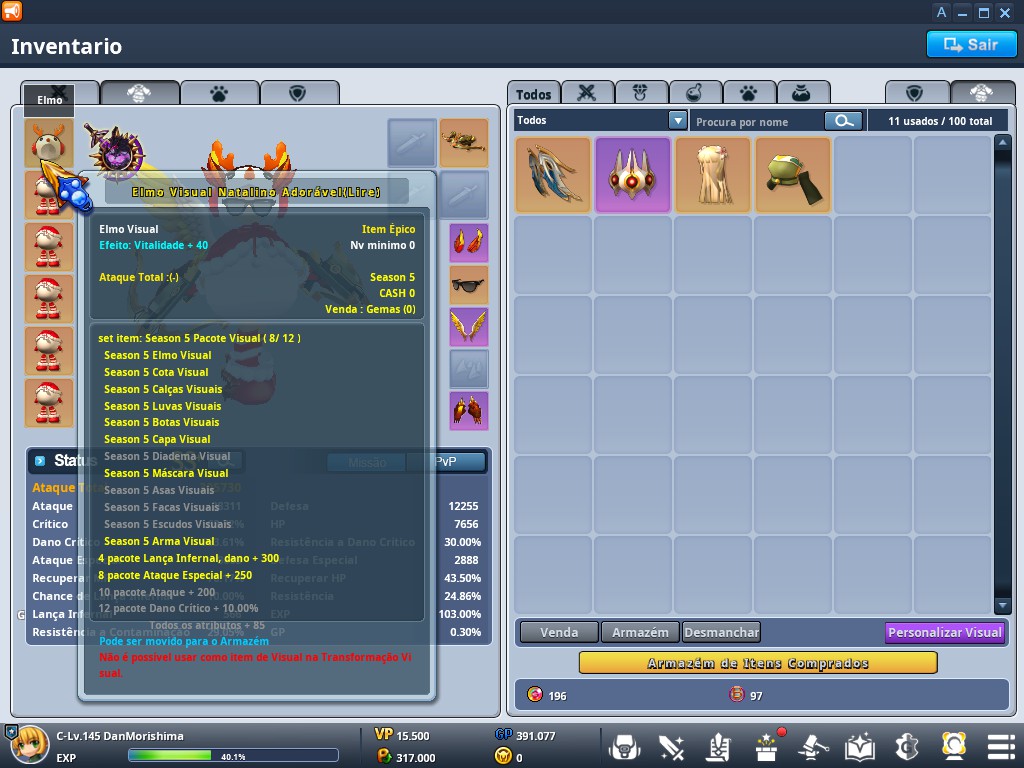 A
Inventario
Sair
Elmo
Elmo Visual Natalino Adorável(Lire)
Elmo Visual
Item Épico
Efeito: Vitalidade + 40
Nv minimo 0
Ataque Total :(-)
Season 5
CASH 0
Venda : Gemas (0)
set item: Season 5 Pacote Visual ( 8/ 12 )
Season 5 Elmo Visual
Season 5 Cota Visual
Season 5 Calças Visuais
Season 5 Luvas Visuais
Season 5 Botas Visuais
Season 5 Capa Visual
Season 5 Diadema Visual
Season 5 Máscara Visual
Season 5 Asas Visuais
Season 5 Facas Visuais
Season 5 Escudos Visuais
Season 5 Arma Visual
4 pacote Lança Infernal, dano + 300
8 pacote Ataque Especial + 250
10 pacote Ataque + 200
12 pacote Dano Crítico + 10.00%
Todos os atributos + 85
Pode ser movido para o Armazém
Não é possível usar como item de Visual na Transformação Vi
sual.
Status
Missão
PvP
Ataque
Defesa 12255
Crítico
HP 7656
Dano Crít
Resistência a Dano Crítico 30.00%
Ataque Es
Defesa Especial 2888
Recuperar
Recuperar HP 43.50%
Chance de
Resistência 24.86%
Lança Infernal
EXP 103.00%
Resistência a Contaminação
GP 0.30%
Todos
Todos
Procura por nome
11 usados / 100 total
Venda
Armazém
Desmanchar
Personalizar Visual
Armazém de Itens Comprados
196
97
C-Lv.145 DanMorishima
EXP
40.1%
VP 15.500
GP 391.077
317.000
0